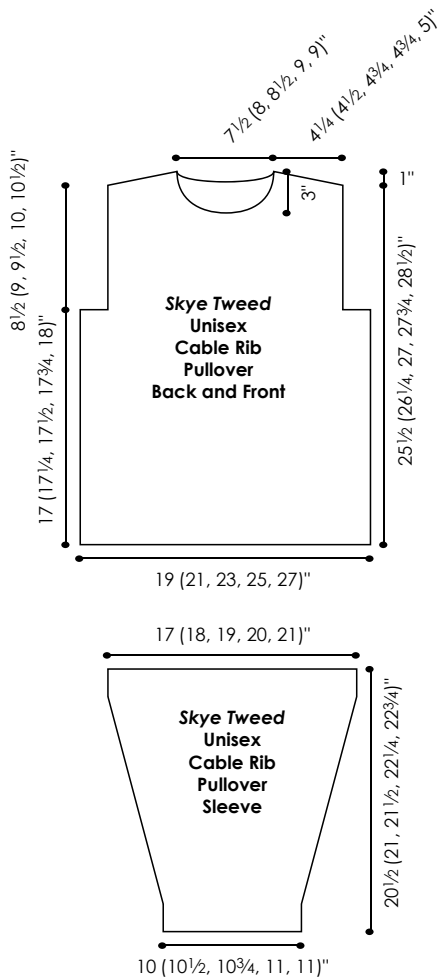 7½ (8, 8½, 9, 9)"
4¼ (4½, 4¾, 4¾, 5)"
1"
3"
8½ (9, 9½, 10, 10½)"
Skye Tweed
Unisex
Cable Rib
Pullover
Back and Front
17 (17¼, 17½, 17¾, 18)"
25½ (26¼, 27, 27¾, 28½)"
19 (21, 23, 25, 27)"
17 (18, 19, 20, 21)"
Skye Tweed
Unisex
Cable Rib
Pullover
Sleeve
20½ (21, 21½, 22¼, 22¾)"
10 (10½, 10¾, 11, 11)"